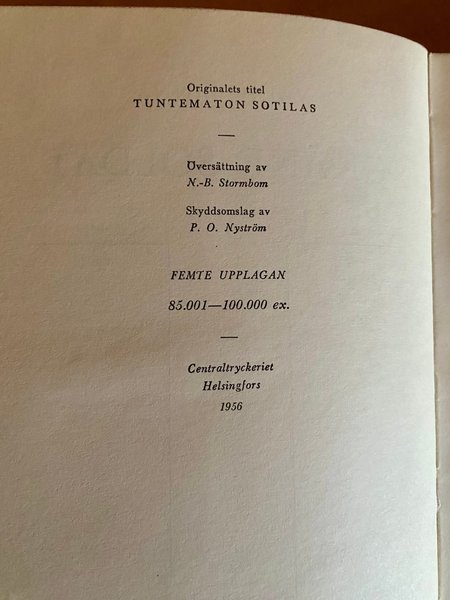 Originalets titel
TUNTEMATON SOTILAS
Översättning av
N.-B. Stormbom
Skyddsomslag av
P. O. Nyström
FEMTE UPPLAGAN
85.001—100.000 ex.
Centraltryckeriet
Helsingfors
1956